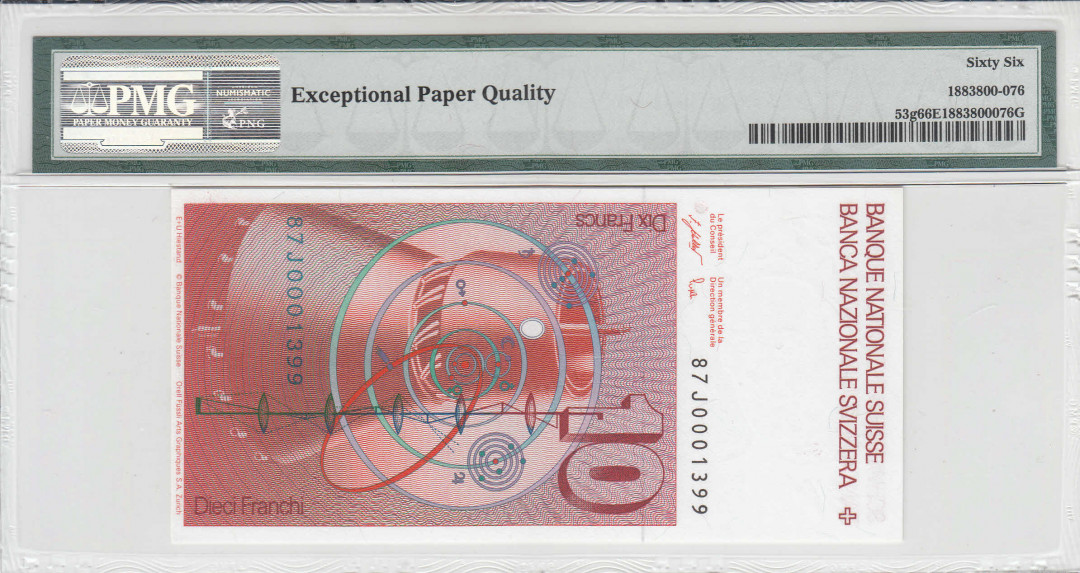 PMG
PAPER MONEY GUARANTY
NUMISMATIC
PNG
Exceptional Paper Quality
Sixty Six
1883800-076
53g66E1883800076G
BANQUE NATIONALE SUISSE
BANCA NAZIONALE SVIZZERA
Le président
du Conseil
Un membre de la
Direction générale
87J0001399
Dix Francs
10
87J0001399
Dieci Franchi
E+U Hiestand © Banque Nationale Suisse Orell Füssli Arts Graphiques S.A. Zurich